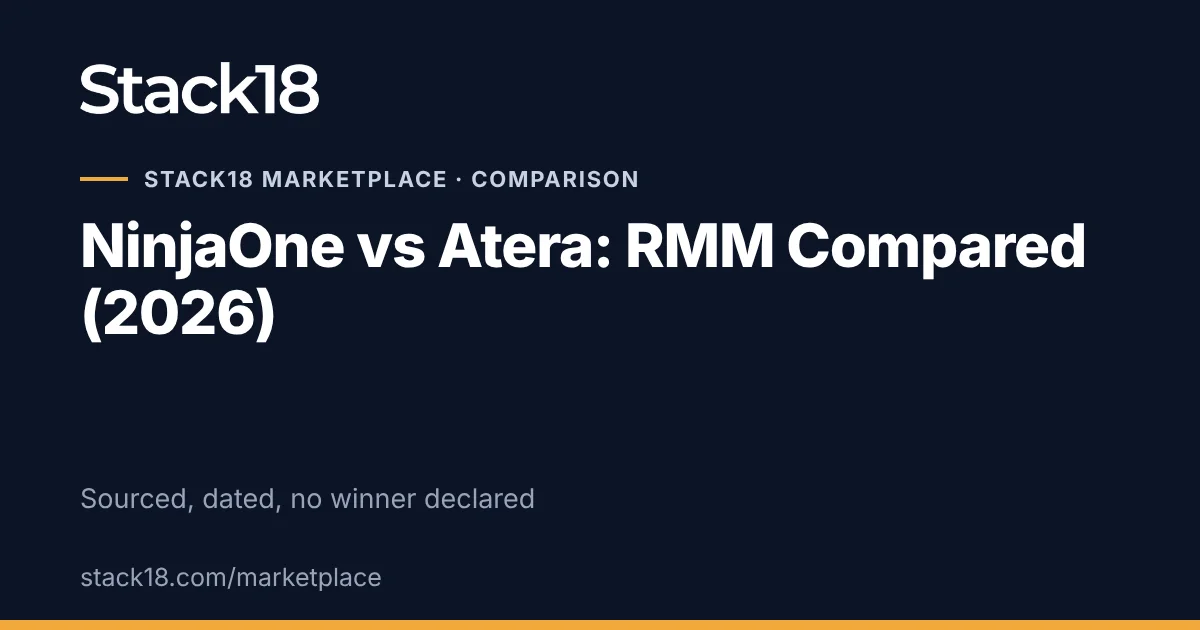 Stack18
STACK18 MARKETPLACE · COMPARISON
NinjaOne vs Atera: RMM Compared
(2026)
Sourced, dated, no winner declared
stack18.com/marketplace